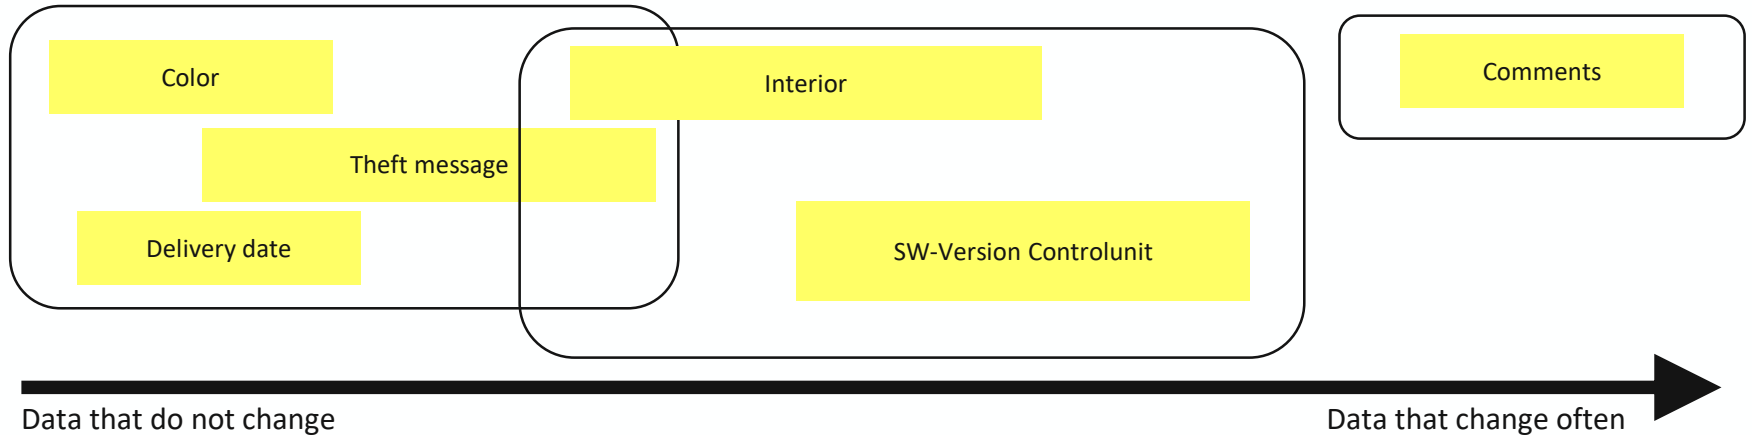 Color
Interior
Comments
Theft message
Delivery date
SW-Version Controlunit
Data that do not change
Data that change often